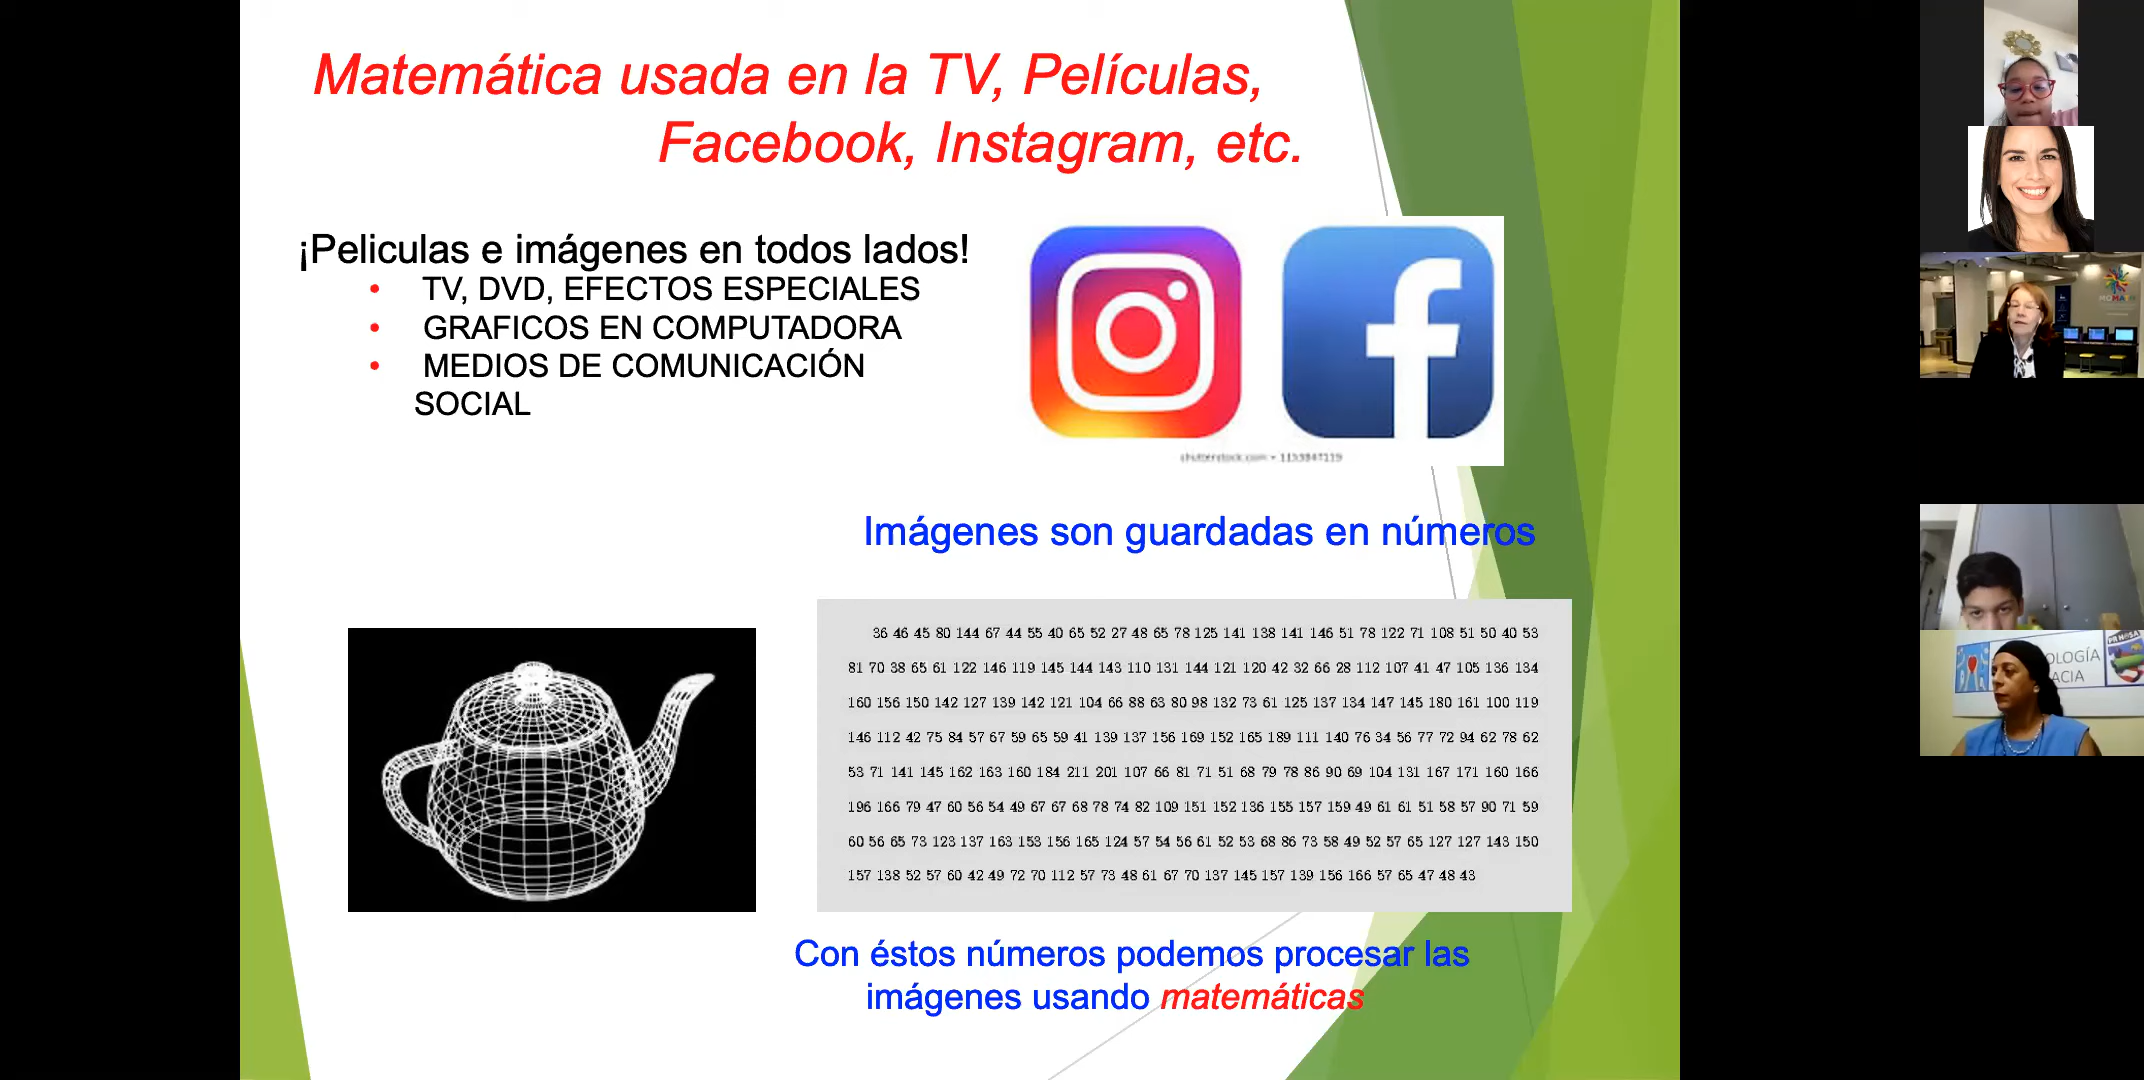 Matemática usada en la TV, Películas,
Facebook, Instagram, etc.
¡Peliculas e imágenes en todos lados!
• TV, DVD, EFECTOS ESPECIALES
• GRAFICOS EN COMPUTADORA
• MEDIOS DE COMUNICACIÓN
SOCIAL
shutterstock.com • 1153847119
Imágenes son guardadas en números
36 46 45 80 144 67 44 55 40 65 52 27 48 65 78 125 141 138 141 146 51 78 122 71 108 51 50 40 53
81 70 38 65 61 122 146 119 145 144 143 110 131 144 121 120 42 32 66 28 112 107 41 47 105 136 134
160 156 150 142 127 139 142 121 104 66 88 63 80 98 132 73 61 125 137 134 147 145 180 161 100 119
146 112 42 75 84 57 67 59 65 59 41 139 137 156 169 152 165 189 111 140 76 34 56 77 72 94 62 78 62
53 71 141 145 162 163 160 184 211 201 107 66 81 71 51 68 79 78 86 90 69 104 131 167 171 160 166
196 166 79 47 60 56 54 49 67 67 68 78 74 82 109 151 152 136 155 157 159 49 61 61 51 58 57 90 71 59
60 56 65 73 123 137 163 153 156 165 124 57 54 56 61 52 53 68 86 73 58 49 52 57 65 127 127 143 150
157 138 52 57 60 42 49 72 70 112 57 73 48 61 67 70 137 145 157 139 156 166 57 65 47 48 43
Con éstos números podemos procesar las
imágenes usando matemáticas
PR HOSA
OLOGÍA
ACIA